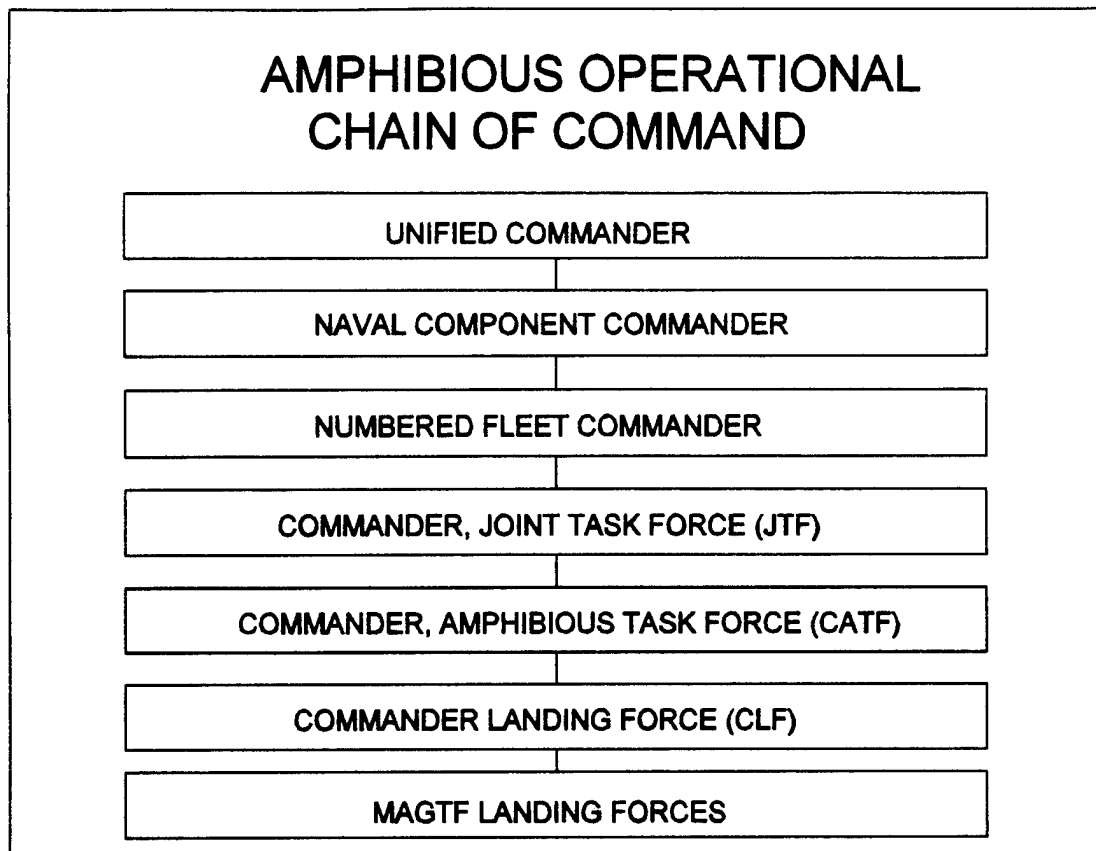 AMPHIBIOUS OPERATIONAL
CHAIN OF COMMAND
UNIFIED COMMANDER
NAVAL COMPONENT COMMANDER
NUMBERED FLEET COMMANDER
COMMANDER, JOINT TASK FORCE (JTF)
COMMANDER, AMPHIBIOUS TASK FORCE (CATF)
COMMANDER LANDING FORCE (CLF)
MAGTF LANDING FORCES